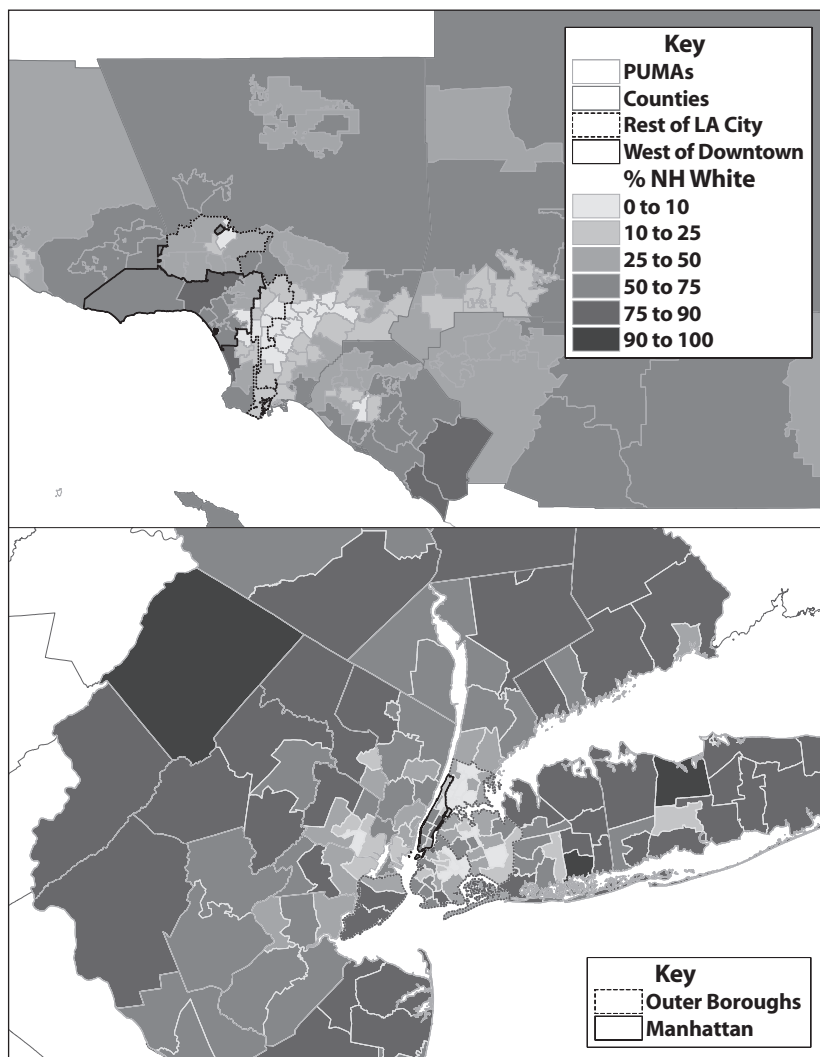 Key
PUMAs
Counties
Rest of LA City
West of Downtown
% NH White
0 to 10
10 to 25
25 to 50
50 to 75
75 to 90
90 to 100
Key
Outer Boroughs
Manhattan